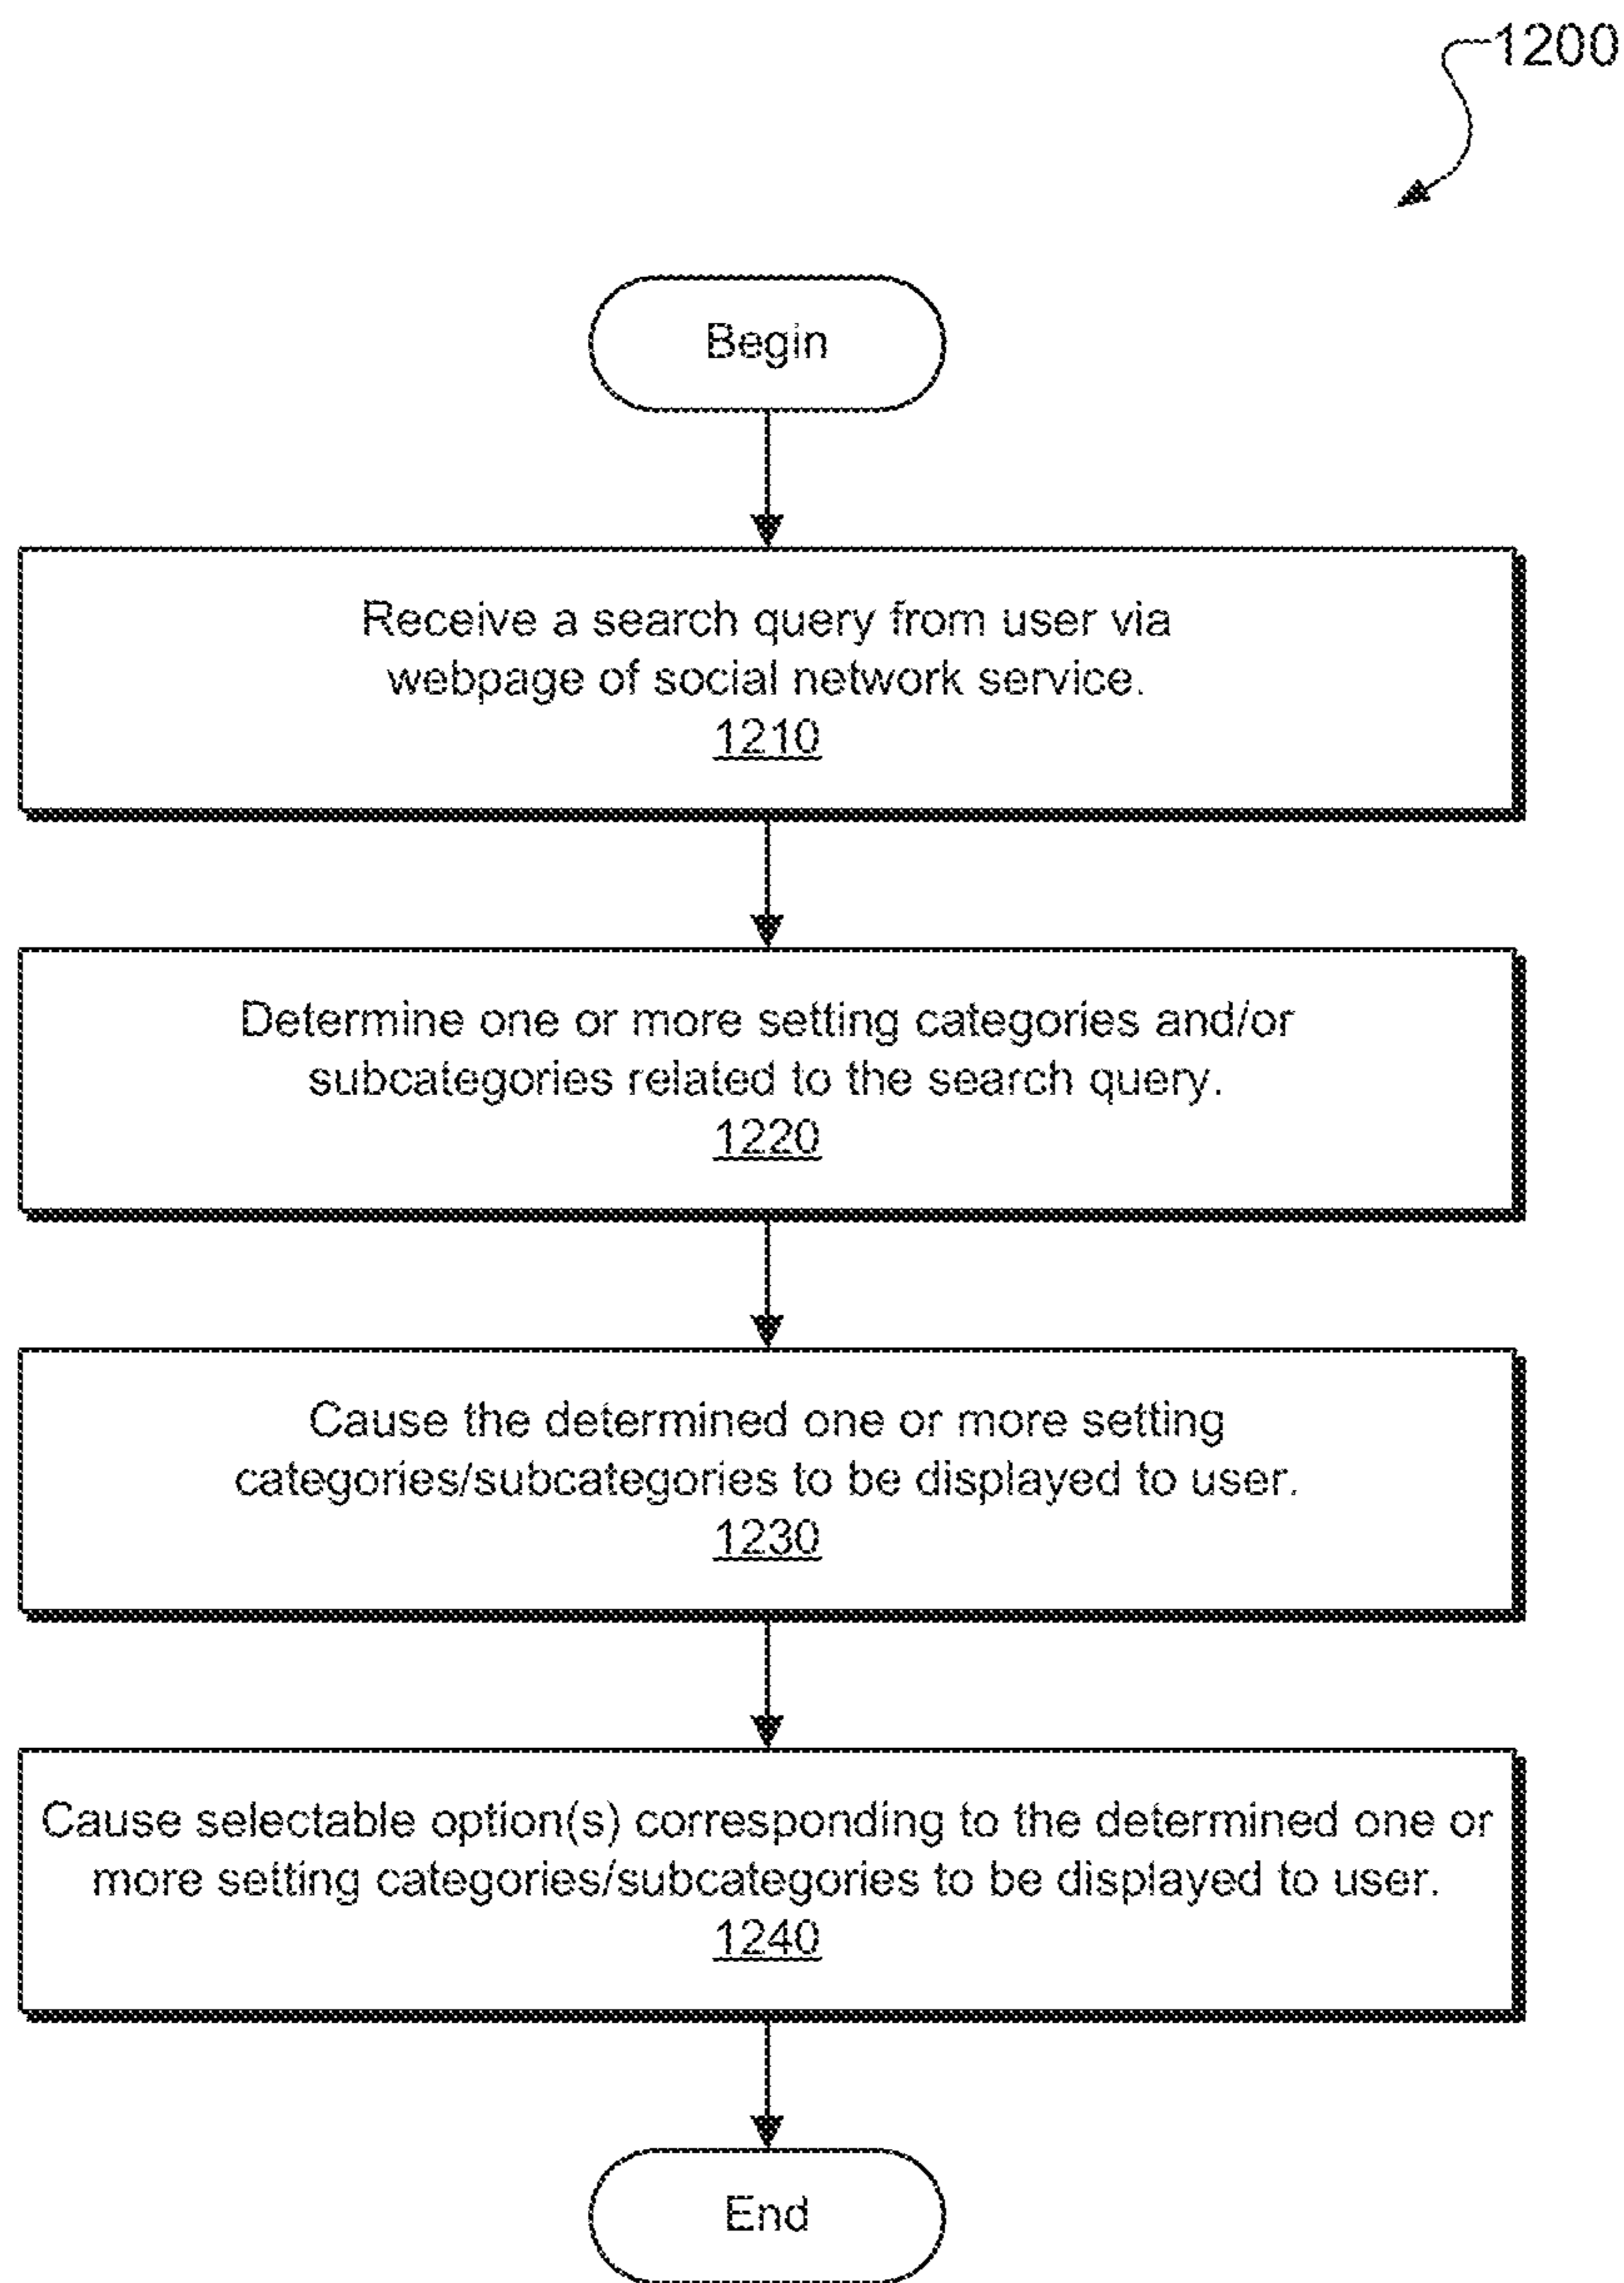 1200
Begin
Receive a search query from user via
webpage of social network service.
1210
Determine one or more setting categories and/or
subcategories related to the search query.
1220
Cause the determined one or more setting
categories/subcategories to be displayed to user.
1230
Cause selectable option(s) corresponding to the determined one or
more setting categories/subcategories to be displayed to user.
1240
End